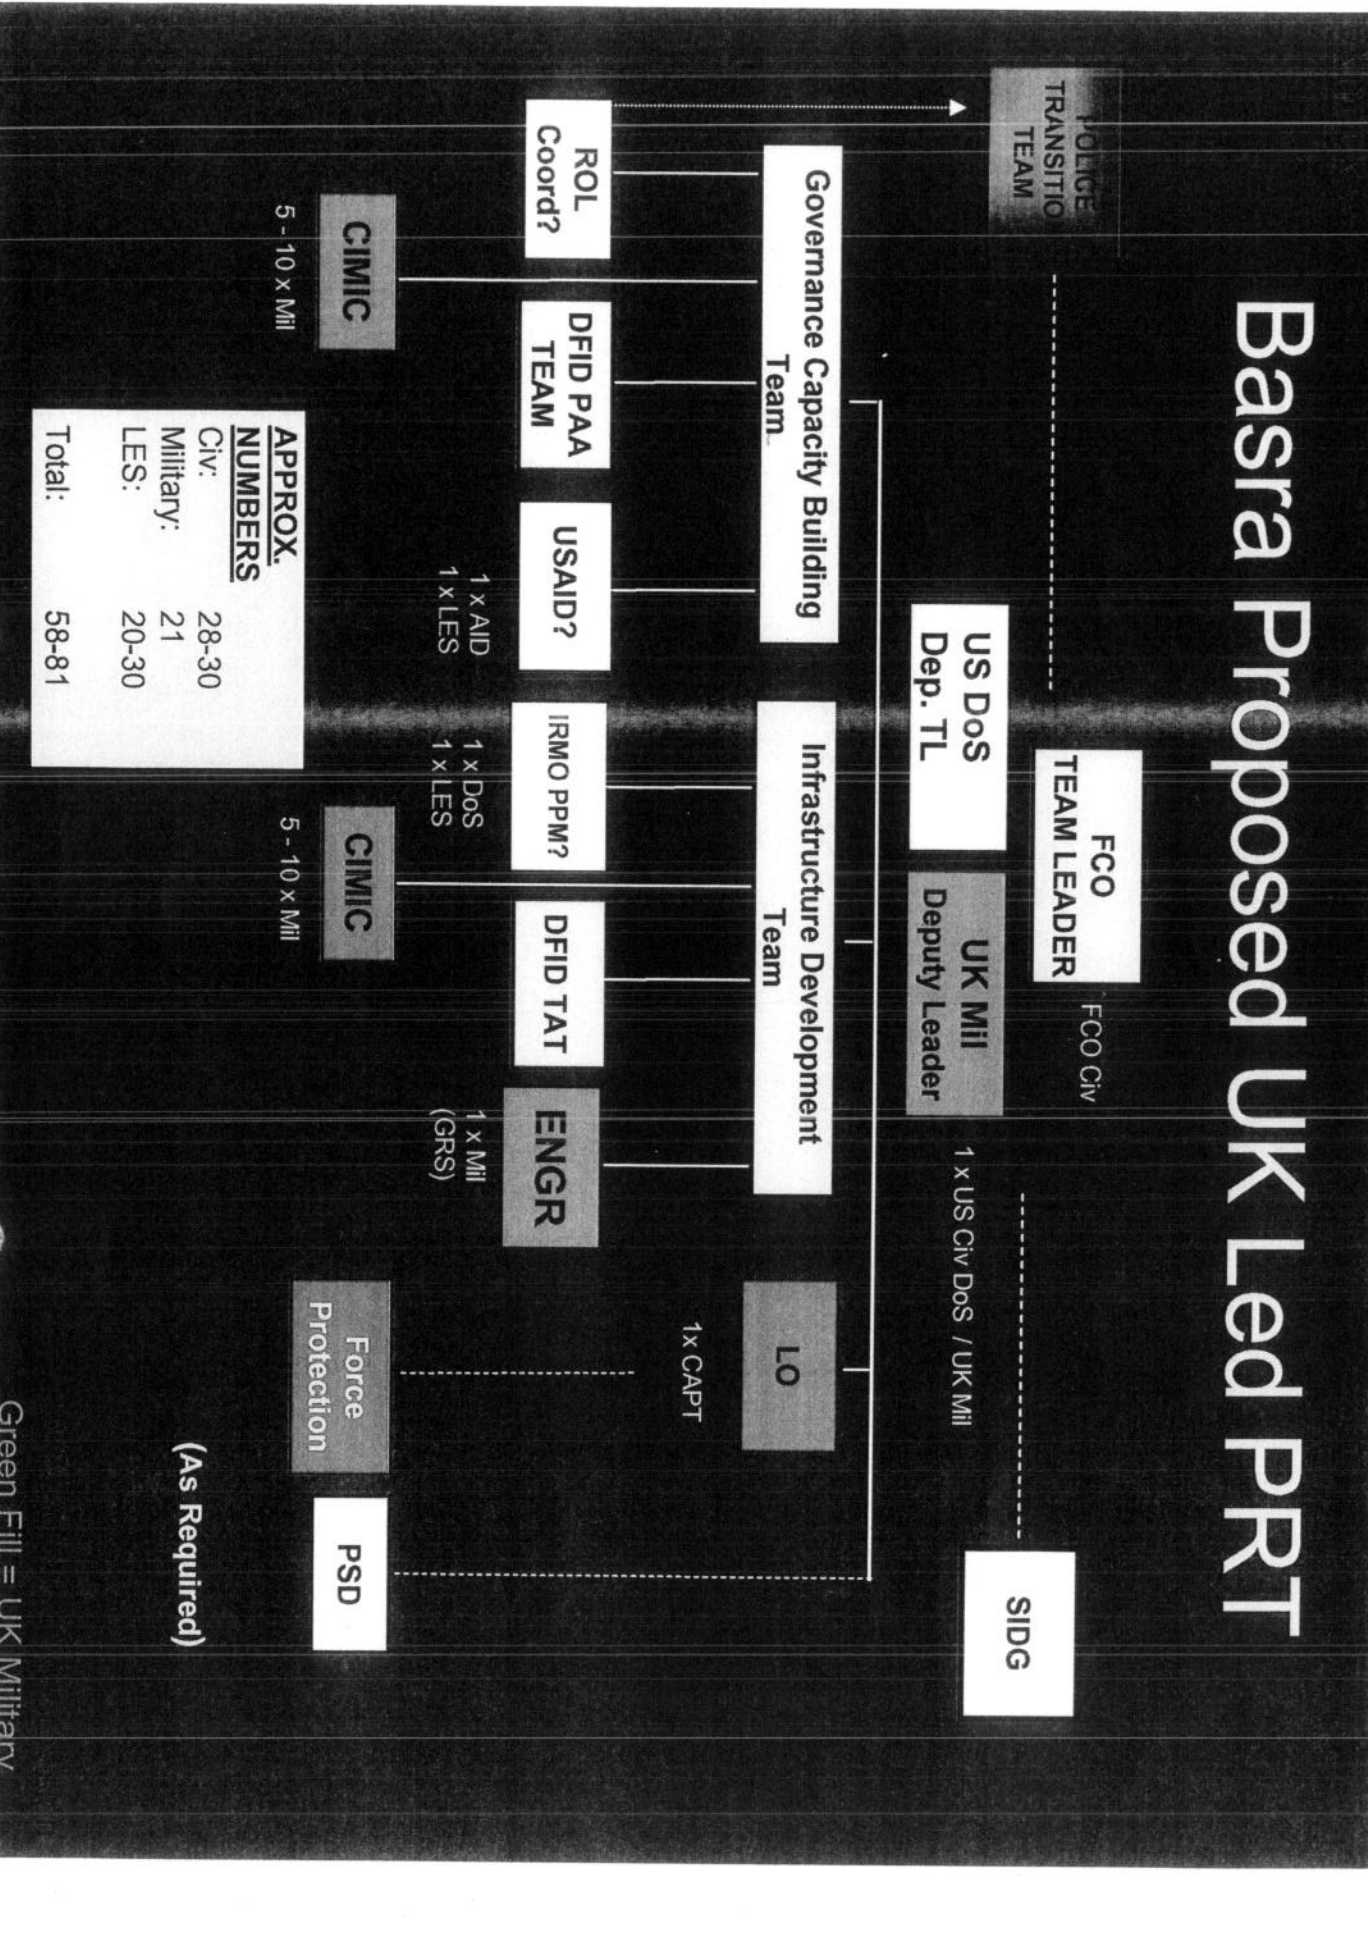 Basra Proposed UK Led PRT
POLICE
TRANSITIO
TEAM
FCO
TEAM LEADER
FCO Civ
SIDG
US DoS
Dep. TL
UK Mil
Deputy Leader
1 x US Civ DoS / UK Mil
Governance Capacity Building
Team
Infrastructure Development
Team
LO
1x CAPT
ROL
Coord?
DFID PAA
TEAM
USAID?
1 x AID
1 x LES
IRMO PPM?
1 x DoS
1 x LES
DFID TAT
ENGR
1 x Mil
(GRS)
CIMIC
5 - 10 x Mil
CIMIC
5 - 10 x Mil
Force
Protection
PSD
(As Required)
APPROX.
NUMBERS
Civ: 28-30
Military: 21
LES: 20-30
Total: 58-81
Green Fill = UK Military